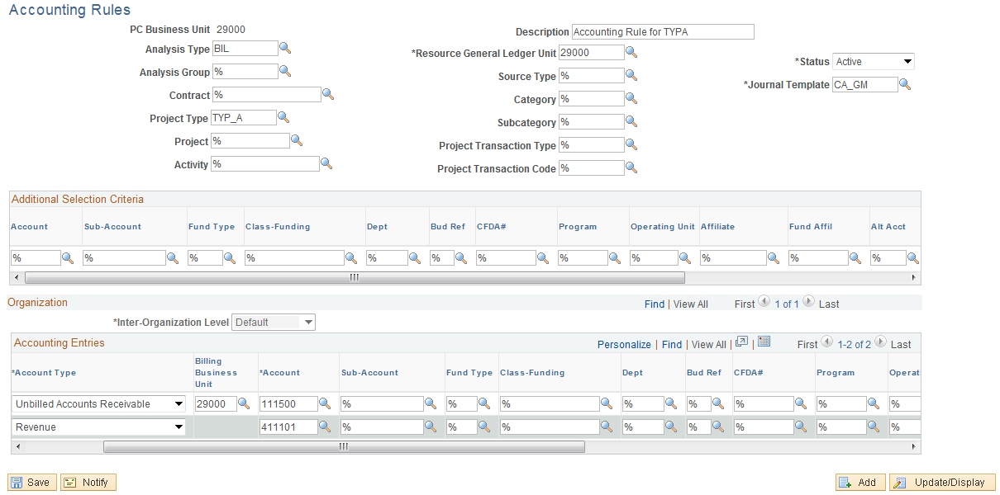 Accounting Rules
PC Business Unit 29000
Description Accounting Rule for TYPA
Analysis Type BIL
*Resource General Ledger Unit 29000
*Status Active
Analysis Group %
Source Type %
*Journal Template CA_GM
Contract %
Category %
Project Type TYP_A
Subcategory %
Project %
Project Transaction Type %
Activity %
Project Transaction Code %
Additional Selection Criteria
Account Sub-Account Fund Type Class-Funding Dept Bud Ref CFDA# Program Operating Unit Affiliate Fund Affil Alt Acct
% % % % % % % % % % % %
Organization
Find | View All First 1 of 1 Last
*Inter-Organization Level Default
Accounting Entries
Personalize | Find | View All | | First 1-2 of 2 Last
*Account Type Billing Business Unit *Account Sub-Account Fund Type Class-Funding Dept Bud Ref CFDA# Program Operat
Unbilled Accounts Receivable 29000 111500 % % % % % % % %
Revenue 411101 % % % % % % % %
Save Notify Add Update/Display